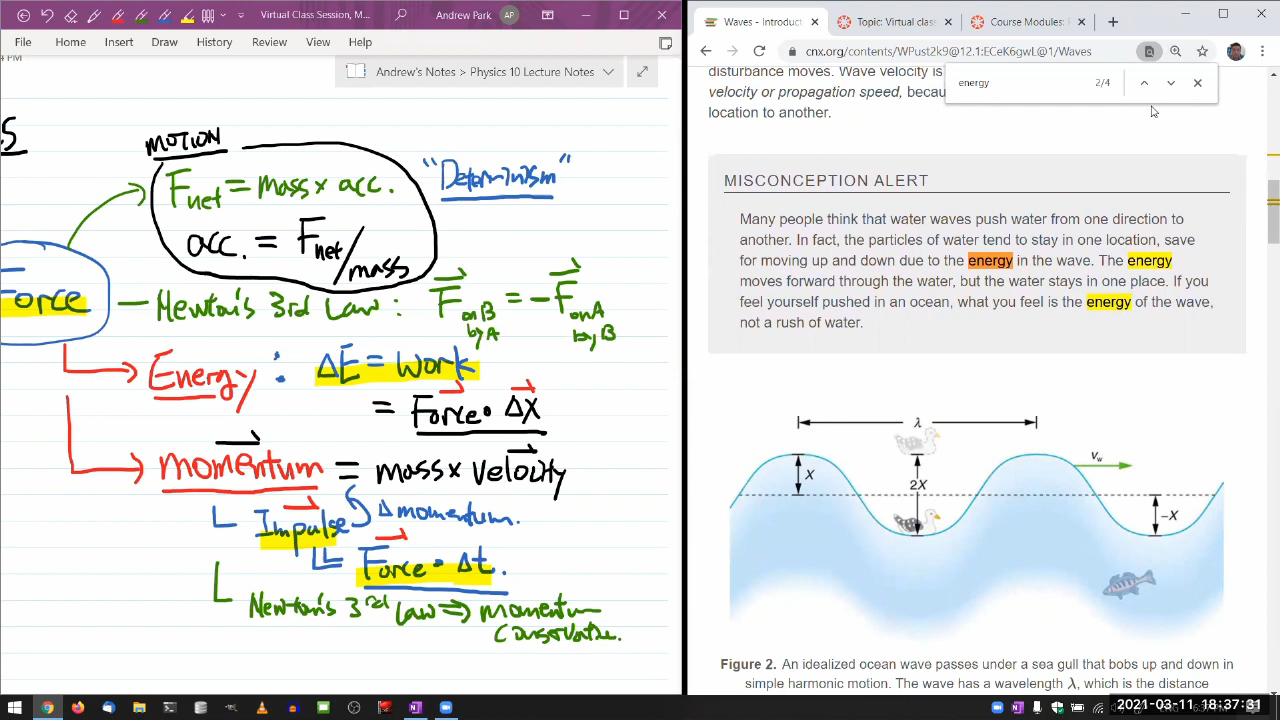 Virtual Class Session, M...
Andrew Park
AP
File Home Insert Draw History Review View Help
4 PM
Andrew's Notes > Physics 10 Lecture Notes
S
MOTION
Fnet = mass x acc.
acc. = Fnet/mass
"Determinism"
Force
— Newton's 3rd Law : F on B by A = -F on A by B
Energy : ΔE = Work
= Force • Δx
momentum = mass x velocity
Impulse Δmomentum.
Force • Δt.
Newton's 3rd Law ⇒ momentum
Waves - Introduct
Topic: Virtual clas
Course Modules: P
cnx.org/contents/WPust2k9@12.1:ECeK6gwL@1/Waves
energy 2/4
disturbance moves. Wave velocity is
velocity or propagation speed, becau
location to another.
MISCONCEPTION ALERT
Many people think that water waves push water from one direction to
another. In fact, the particles of water tend to stay in one location, save
for moving up and down due to the energy in the wave. The energy
moves forward through the water, but the water stays in one place. If you
feel yourself pushed in an ocean, what you feel is the energy of the wave,
not a rush of water.
λ
vw
X
2X
-X
Figure 2. An idealized ocean wave passes under a sea gull that bobs up and down in
simple harmonic motion. The wave has a wavelength λ, which is the distance
2021-03-11 18:37:31